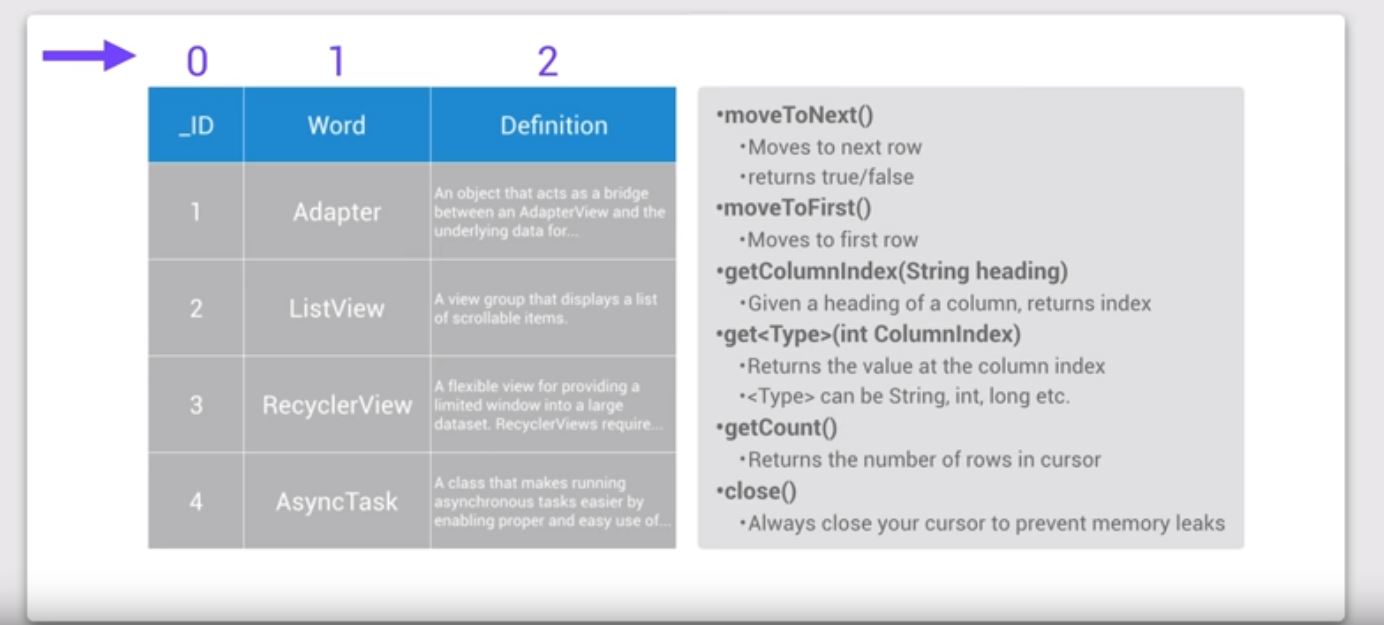 0 1 2
_ID Word Definition
1 Adapter
An object that acts as a bridge
between an AdapterView and the
underlying data for...
2 ListView
A view group that displays a list
of scrollable items.
3 RecyclerView
A flexible view for providing a
limited window into a large
dataset. RecyclerViews require...
4 AsyncTask
A class that makes running
asynchronous tasks easier by
enabling proper and easy use of...
•moveToNext()
•Moves to next row
•returns true/false
•moveToFirst()
•Moves to first row
•getColumnIndex(String heading)
•Given a heading of a column, returns index
•get<Type>(int ColumnIndex)
•Returns the value at the column index
•<Type> can be String, int, long etc.
•getCount()
•Returns the number of rows in cursor
•close()
•Always close your cursor to prevent memory leaks